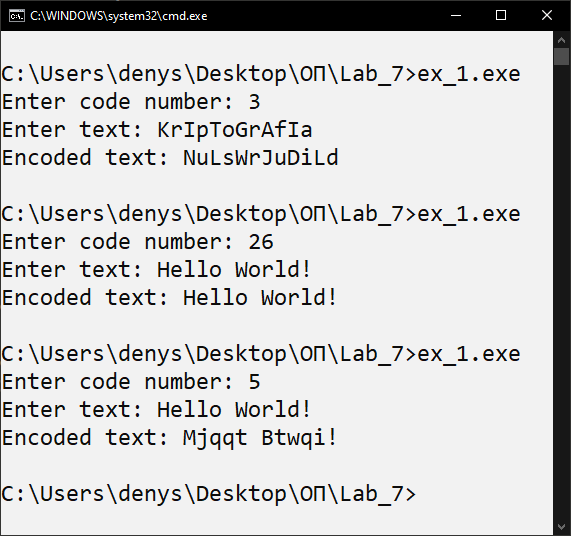 C:\WINDOWS\system32\cmd.exe
C:\Users\denys\Desktop\ОП\Lab_7>ex_1.exe
Enter code number: 3
Enter text: KrIpToGrAfIa
Encoded text: NuLsWrJuDiLd
C:\Users\denys\Desktop\ОП\Lab_7>ex_1.exe
Enter code number: 26
Enter text: Hello World!
Encoded text: Hello World!
C:\Users\denys\Desktop\ОП\Lab_7>ex_1.exe
Enter code number: 5
Enter text: Hello World!
Encoded text: Mjqqt Btwqi!
C:\Users\denys\Desktop\ОП\Lab_7>